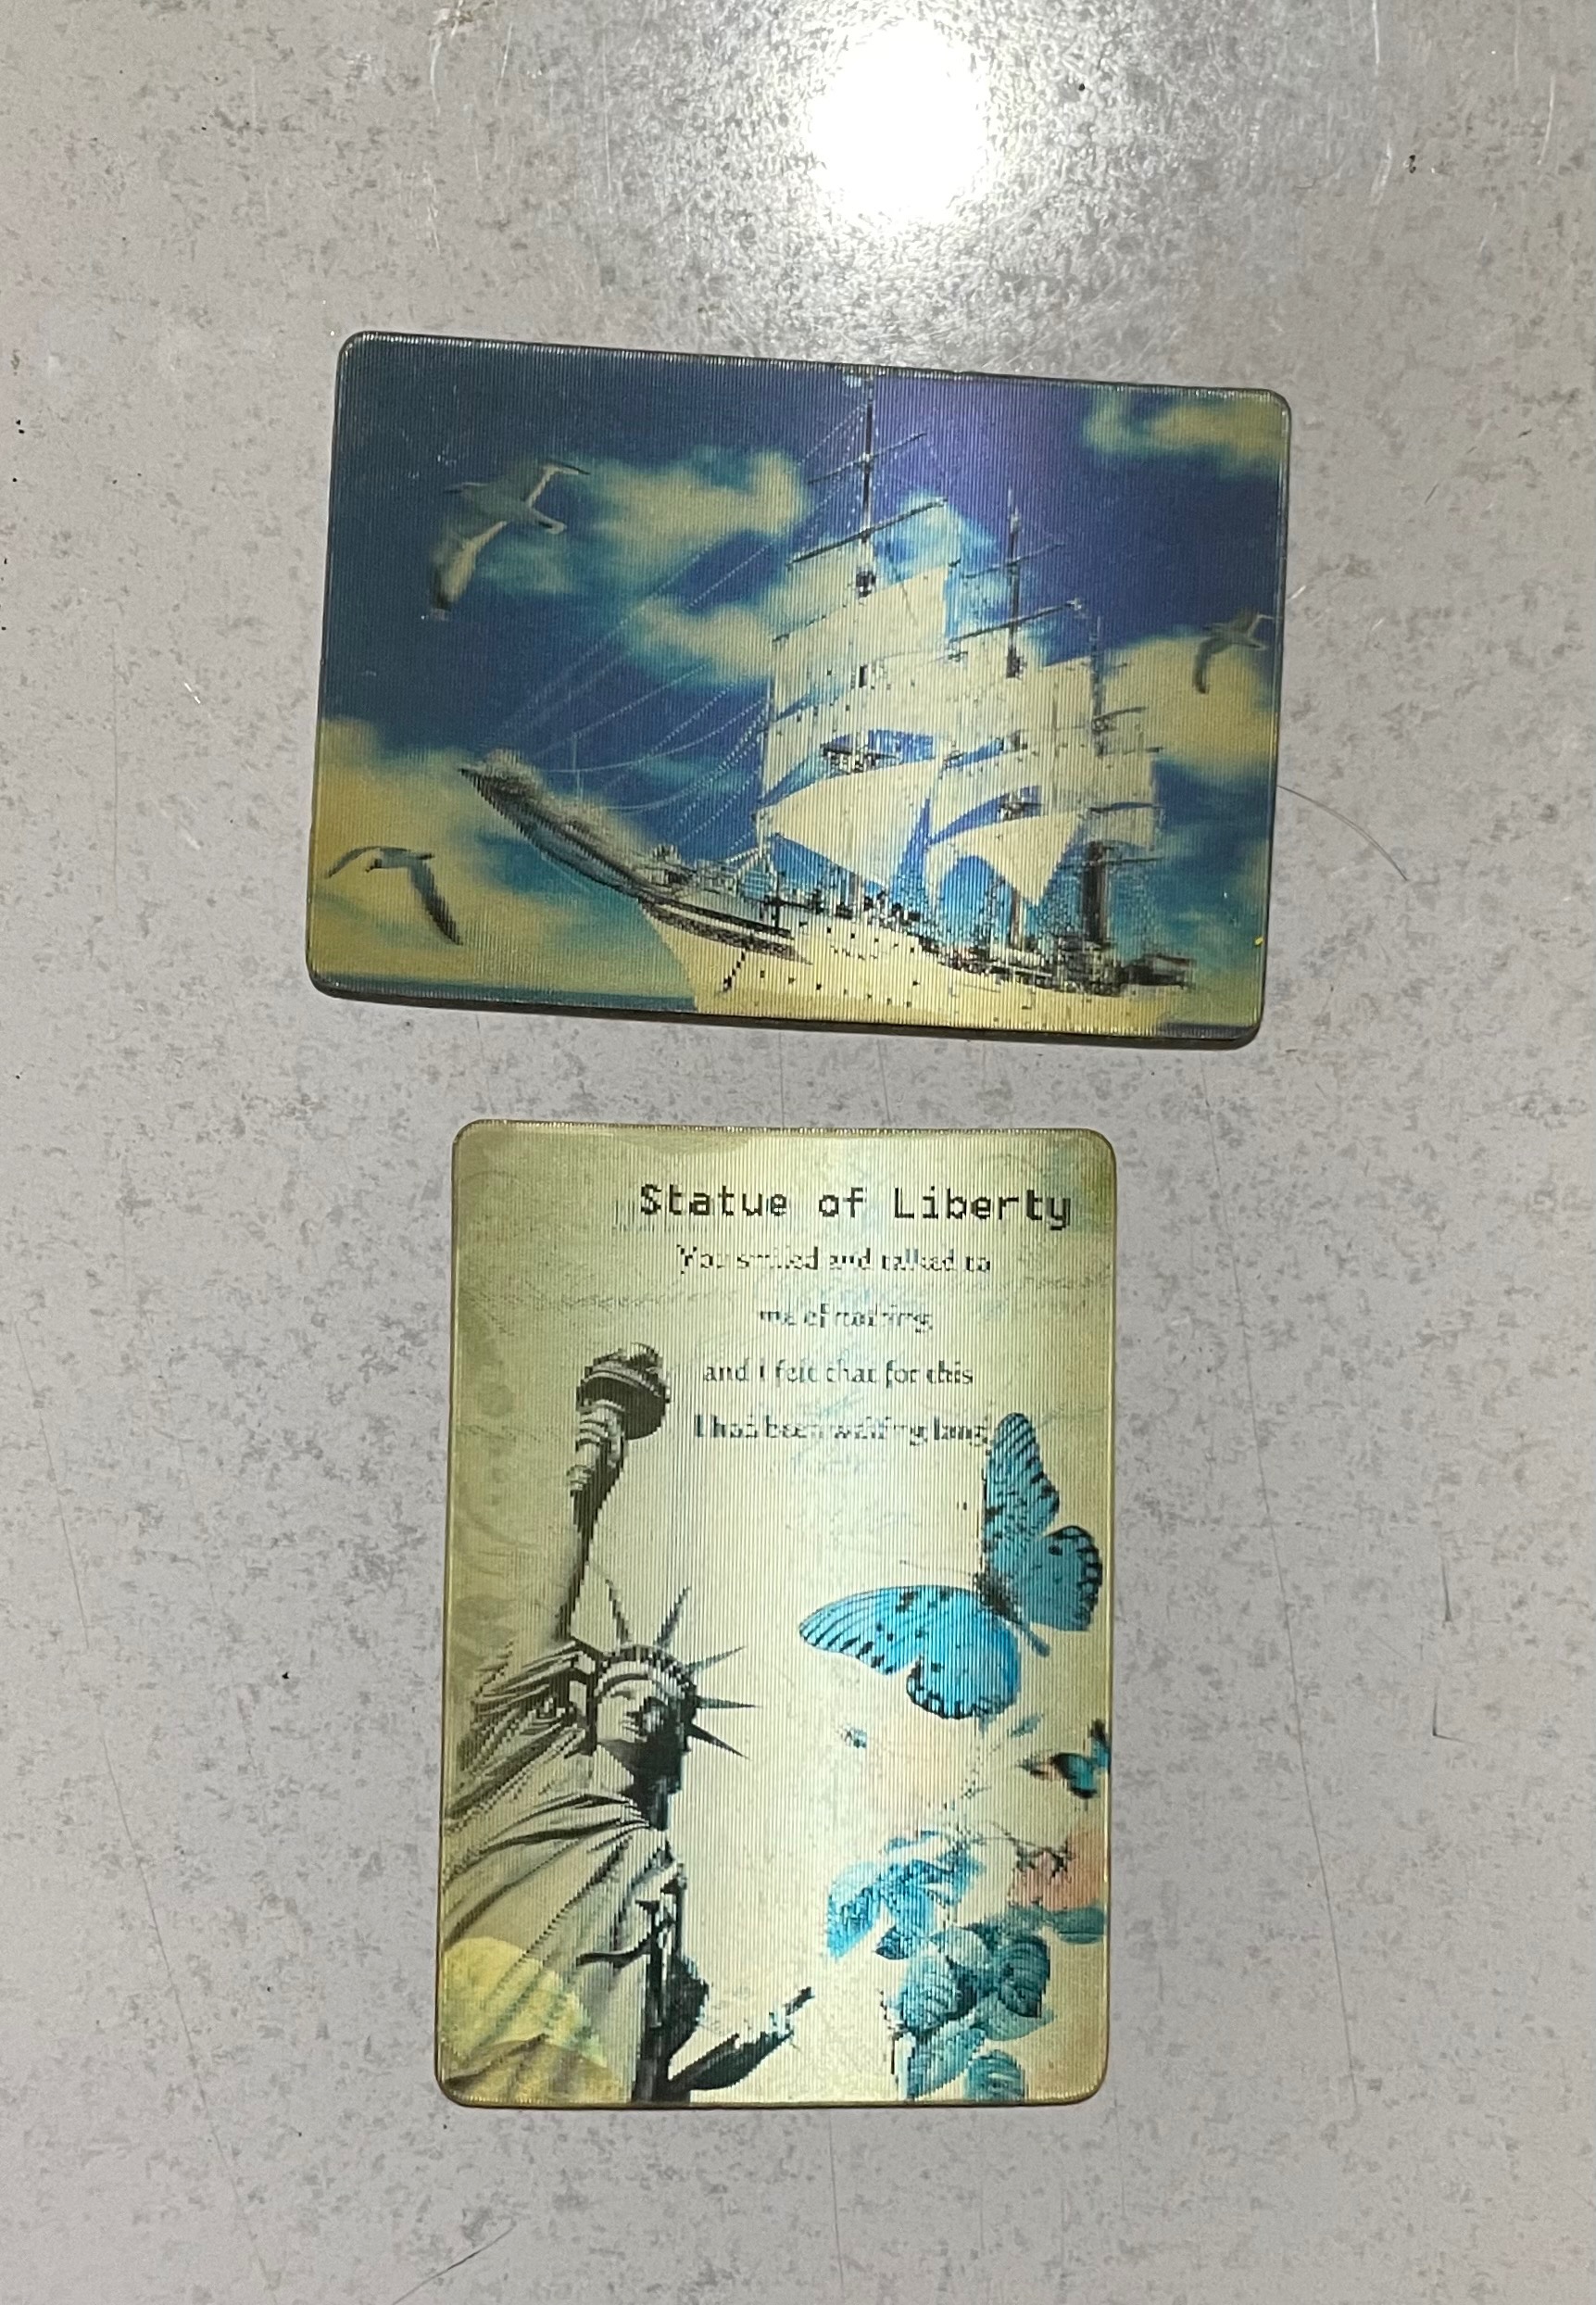 Statue of Liberty
You smiled and talked to
me of nothing
and I felt that for this
I had been waiting long